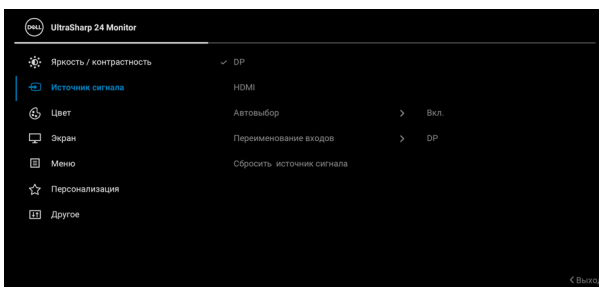 DELL UltraSharp 24 Monitor
Яркость / контрастность DP
Источник сигнала HDMI
Цвет Автовыбор Вкл.
Экран Переименование входов DP
Меню Сбросить источник сигнала
Персонализация
Другое
Выход